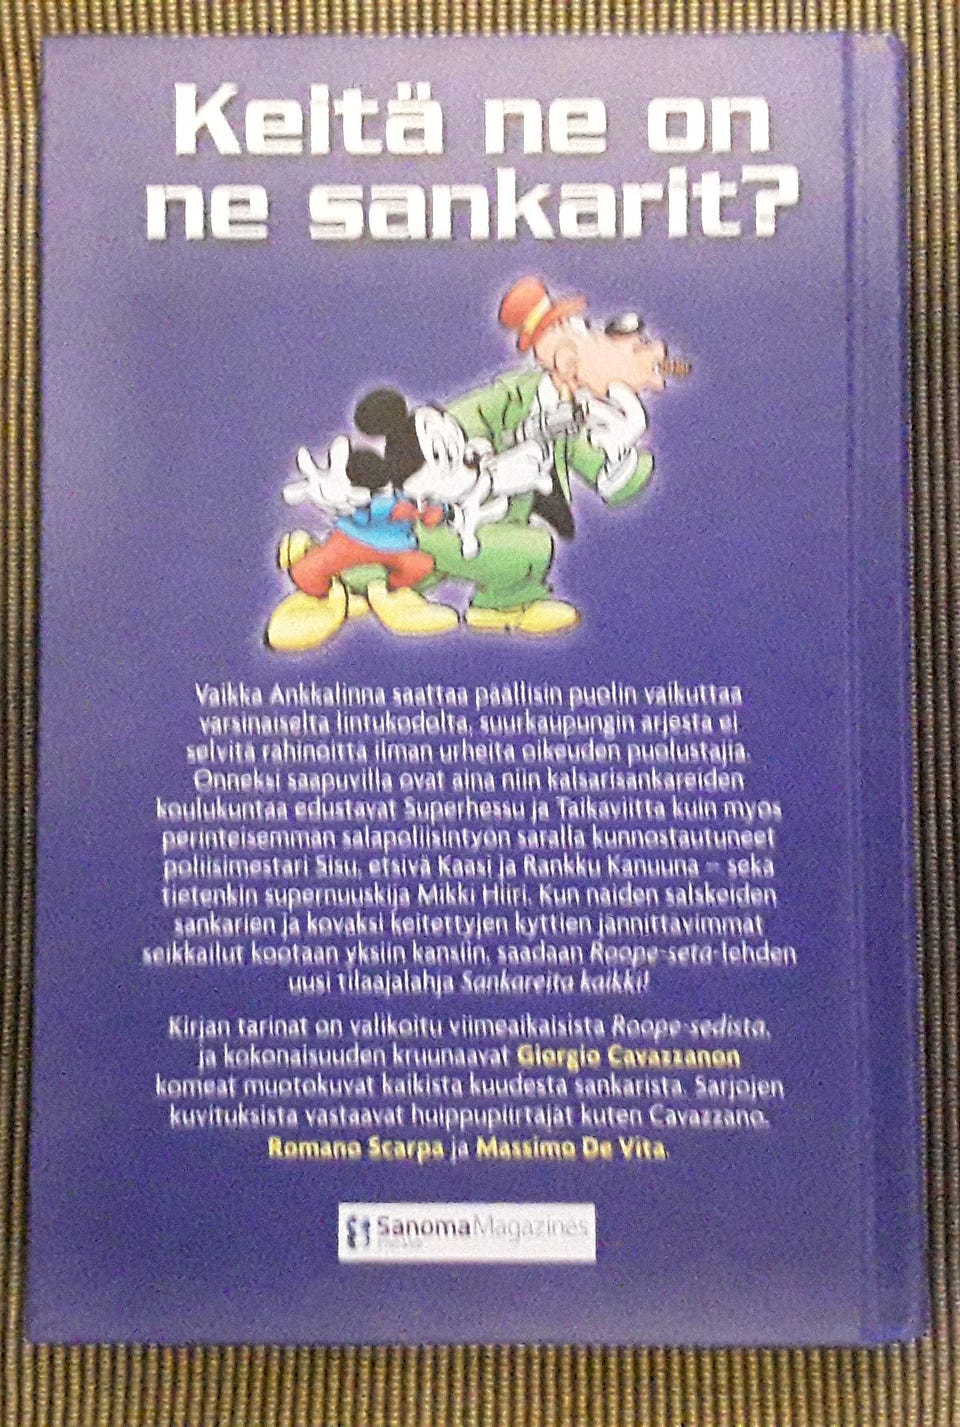 Keitä ne on
ne sankarit?
Vaikka Ankkalinna saattaa päällisin puolin vaikuttaa
varsinaiselta lintukodolta, suurkaupungin arjesta ei
selvitä rähinöittä ilman urheita oikeuden puolustajia.
Onneksi saapuvilla ovat aina niin kalsarisankareiden
koulukuntaa edustavat Superhessu ja Taikaviitta kuin myös
perinteisemmän salapoliisintyön saralla kunnostautuneet
poliisimestari Sisu, etsivä Kaasi ja Rankku Kanuuna – sekä
tietenkin supernuuskija Mikki Hiiri. Kun näiden salskeiden
sankarien ja kovaksi keitettyjen kyttien jännittävimmät
seikkailut kootaan yksiin kansiin, saadaan Roope-setä-lehden
uusi tilaajalahja Sankareita kaikki!
Kirjan tarinat on valikoitu viimeaikaisista Roope-sedistä,
ja kokonaisuuden kruunaavat Giorgio Cavazzanon
komeat muotokuvat kaikista kuudesta sankarista. Sarjojen
kuvituksista vastaavat huippupiirtäjät kuten Cavazzano,
Romano Scarpa ja Massimo De Vita.
SanomaMagazines